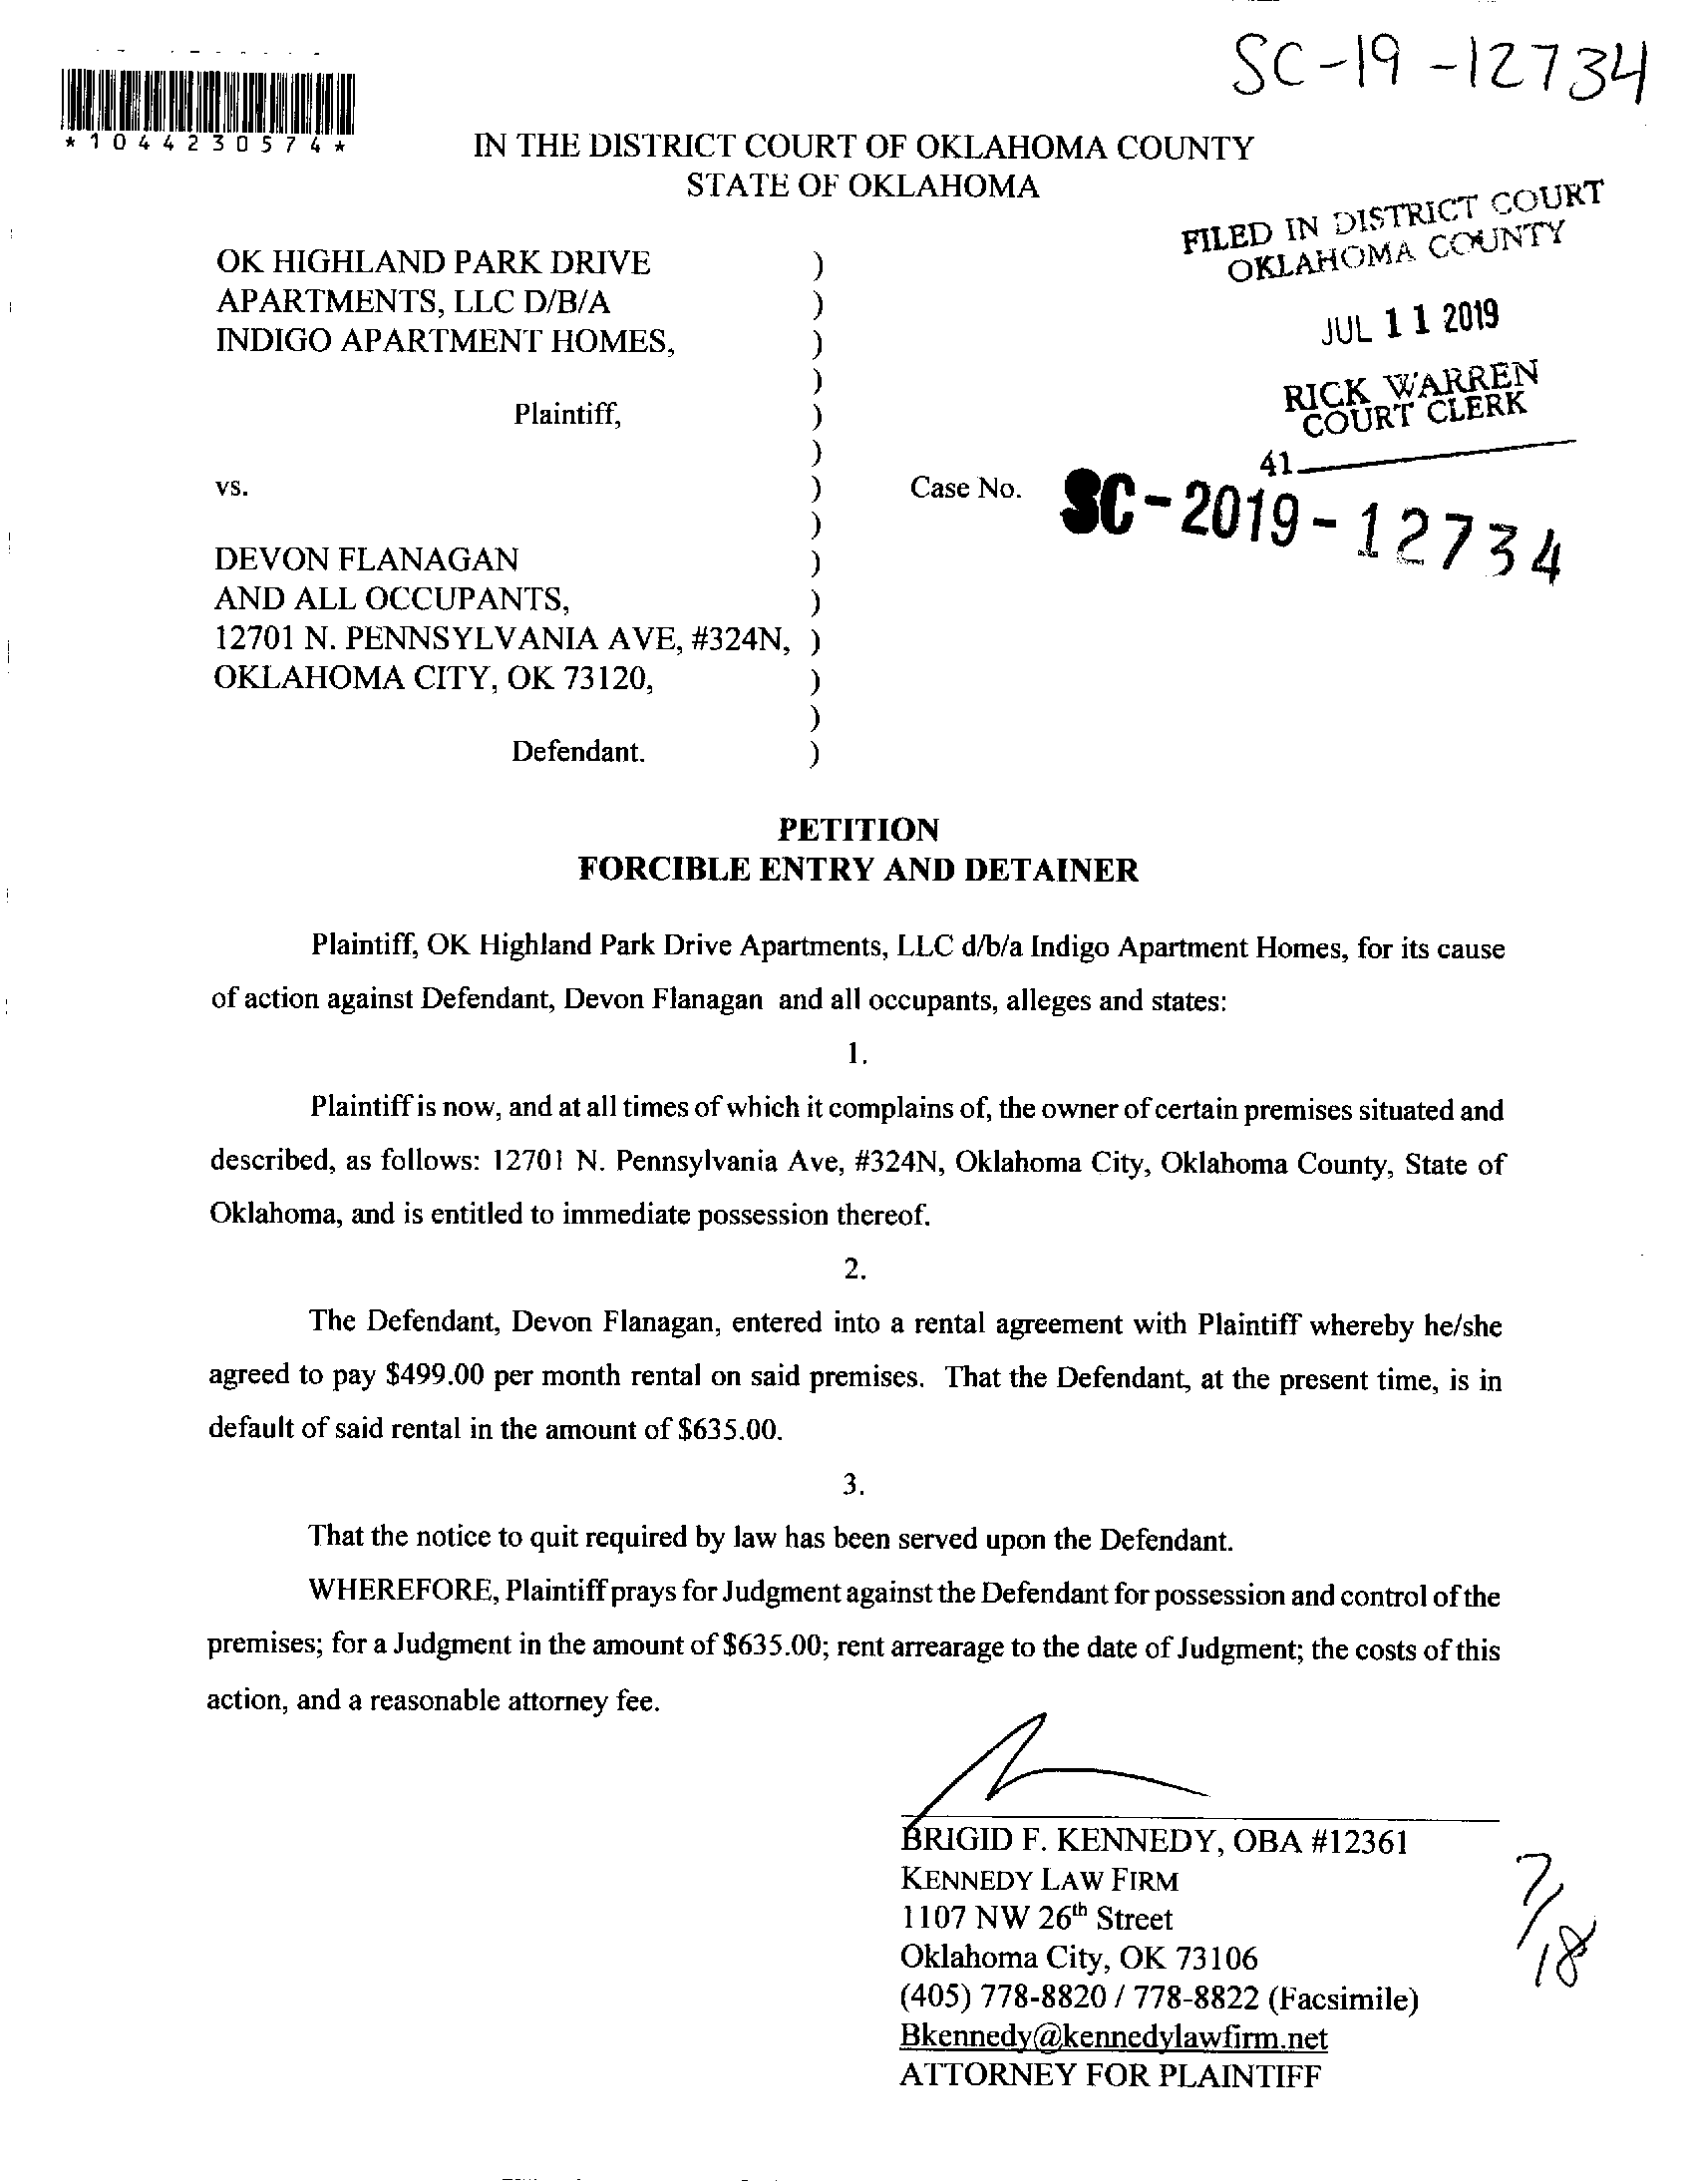 SC-19-12734
*1044230574*
IN THE DISTRICT COURT OF OKLAHOMA COUNTY
STATE OF OKLAHOMA
FILED IN DISTRICT COURT
OKLAHOMA COUNTY
JUL 11 2019
RICK WARREN
COURT CLERK
41
OK HIGHLAND PARK DRIVE )
APARTMENTS, LLC D/B/A )
INDIGO APARTMENT HOMES, )
)
Plaintiff, )
)
vs. ) Case No. SC-2019-12734
)
DEVON FLANAGAN )
AND ALL OCCUPANTS, )
12701 N. PENNSYLVANIA AVE, #324N, )
OKLAHOMA CITY, OK 73120, )
)
Defendant. )
PETITION
FORCIBLE ENTRY AND DETAINER
Plaintiff, OK Highland Park Drive Apartments, LLC d/b/a Indigo Apartment Homes, for its cause
of action against Defendant, Devon Flanagan and all occupants, alleges and states:
1.
Plaintiff is now, and at all times of which it complains of, the owner of certain premises situated and
described, as follows: 12701 N. Pennsylvania Ave, #324N, Oklahoma City, Oklahoma County, State of
Oklahoma, and is entitled to immediate possession thereof.
2.
The Defendant, Devon Flanagan, entered into a rental agreement with Plaintiff whereby he/she
agreed to pay $499.00 per month rental on said premises. That the Defendant, at the present time, is in
default of said rental in the amount of $635.00.
3.
That the notice to quit required by law has been served upon the Defendant.
WHEREFORE, Plaintiff prays for Judgment against the Defendant for possession and control of the
premises; for a Judgment in the amount of $635.00; rent arrearage to the date of Judgment; the costs of this
action, and a reasonable attorney fee.
BRIGID F. KENNEDY, OBA #12361
KENNEDY LAW FIRM
1107 NW 26th Street
Oklahoma City, OK 73106
(405) 778-8820 / 778-8822 (Facsimile)
Bkennedy@kennedylawfirm.net
ATTORNEY FOR PLAINTIFF
7/18